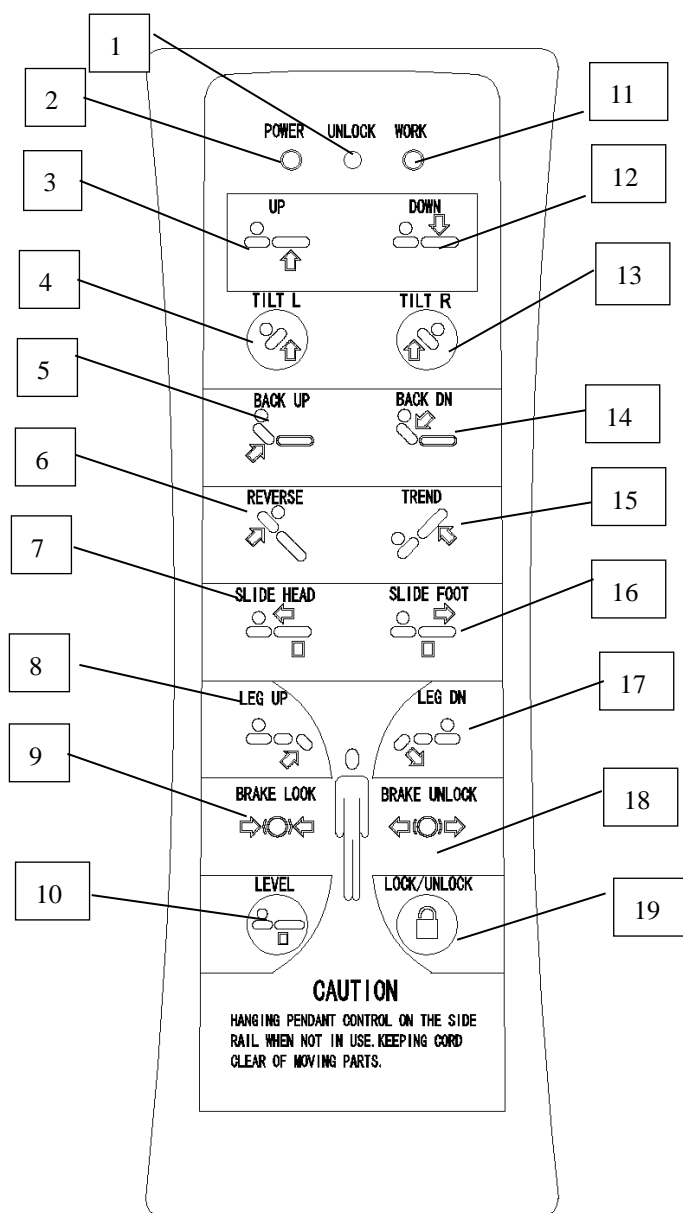 1
2
11
POWER UNLOCK WORK
3
12
UP DOWN
4
13
TILT L TILT R
5
14
BACK UP BACK DN
6
15
REVERSE TREND
7
16
SLIDE HEAD SLIDE FOOT
8
17
LEG UP LEG DN
9
18
BRAKE LOOK BRAKE UNLOCK
10
19
LEVEL LOCK/UNLOCK
CAUTION
HANGING PENDANT CONTROL ON THE SIDE
RAIL WHEN NOT IN USE.KEEPING CORD
CLEAR OF MOVING PARTS.